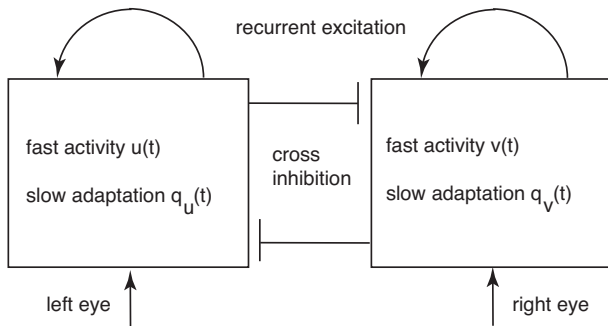 recurrent excitation
fast activity u(t)
slow adaptation q_u(t)
cross
inhibition
fast activity v(t)
slow adaptation q_v(t)
left eye
right eye